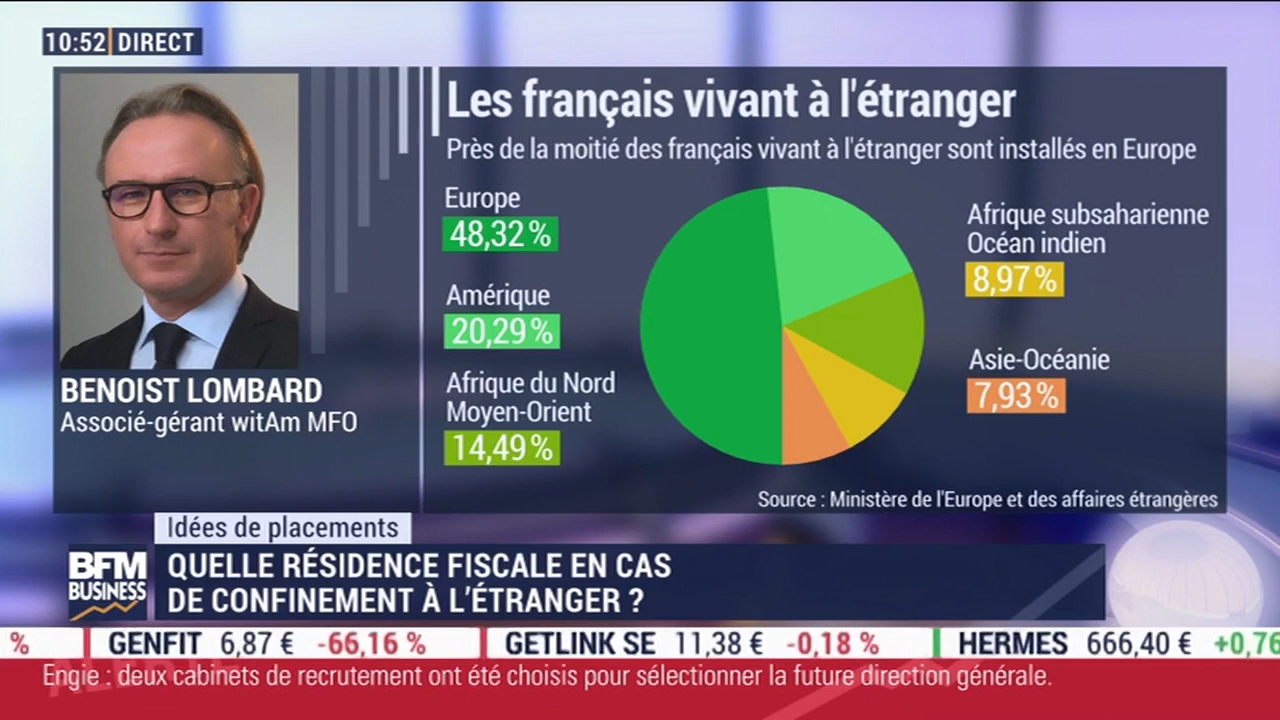 10:52 DIRECT
Les français vivant à l'étranger
Près de la moitié des français vivant à l'étranger sont installés en Europe
Europe
48,32 %
Amérique
20,29 %
Afrique du Nord
Moyen-Orient
14,49 %
Afrique subsaharienne
Océan indien
8,97 %
Asie-Océanie
7,93 %
BENOIST LOMBARD
Associé-gérant witAm MFO
Source : Ministère de l'Europe et des affaires étrangères
Idées de placements
BFM
BUSINESS
QUELLE RÉSIDENCE FISCALE EN CAS
DE CONFINEMENT À L'ÉTRANGER ?
% GENFIT 6,87 € -66,16 % GETLINK SE 11,38 € -0,18 % HERMES 666,40 € +0,76
Engie : deux cabinets de recrutement ont été choisis pour sélectionner la future direction générale.